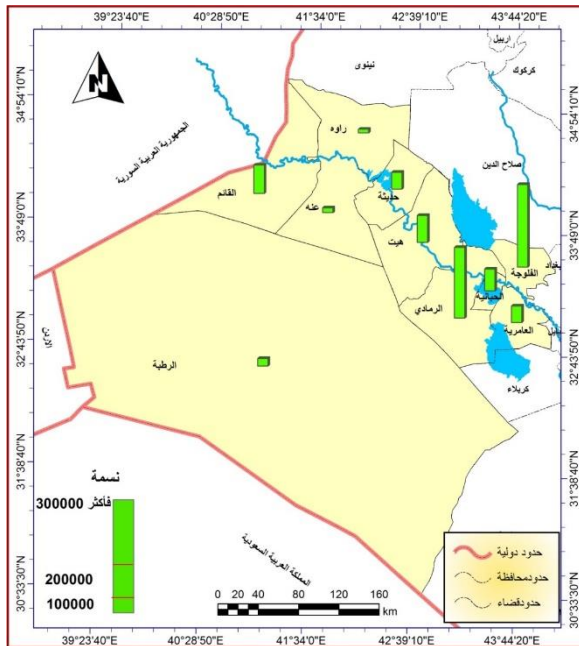 39°23'40"E 40°28'50"E 41°34'0"E 42°39'10"E 43°44'20"E
34°54'10"N
33°49'0"N
32°43'50"N
31°38'40"N
30°33'30"N
N
اربيل
كركوك
نينوى
صلاح الدين
الجمهورية العربية السورية
راوه
القائم
حديثة
عنه
هيت
بغداد
الفلوجة
الحبانية
الرمادي
العامرية
بابل
كربلاء
الاردن
الرطبة
المملكة العربية السعودية
نسمة
300000 فأكثر
200000
100000
حدود دولية
حدودمحافظة
حدودقضاء
0 20 40 80 120 160
km
34°54'10"N
33°49'0"N
32°43'50"N
31°38'40"N
30°33'30"N
39°23'40"E 40°28'50"E 41°34'0"E 42°39'10"E 43°44'20"E